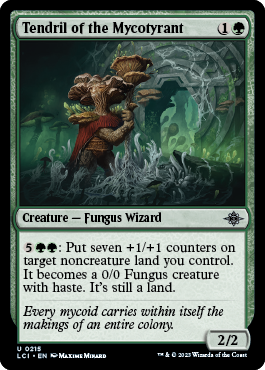 Tendril of the Mycotyrant 1
Creature — Fungus Wizard
5: Put seven +1/+1 counters on
target noncreature land you control.
It becomes a 0/0 Fungus creature
with haste. It's still a land.
Every mycoid carries within itself the
makings of an entire colony.
2/2
U 0215
LCI • EN MAXIME MINARD
™ & © 2023 Wizards of the Coast